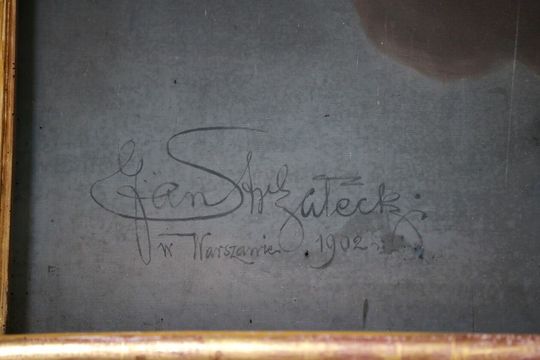 Jan Strzałecki
w Warszawie 1902 r.